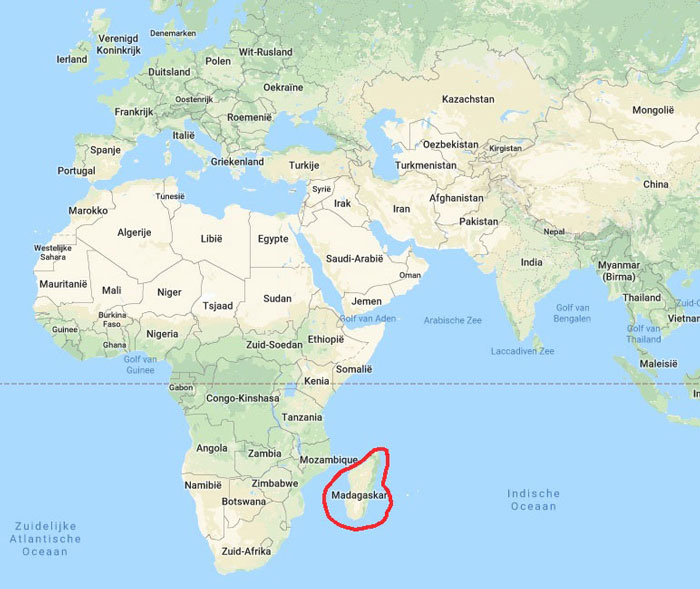 Denemarken
Verenigd
Koninkrijk
Wit-Rusland
Ierland
Polen
Duitsland
Oekraïne
Kazachstan
Oostenrijk
Mongolië
Frankrijk
Roemenië
Italië
Oezbekistan
Kirgistan
Spanje
Griekenland
Turkije
Turkmenistan
Portugal
China
Syrië
Tunesië
Afghanistan
Irak
Iran
Marokko
Pakistan
Algerije
Libië
Egypte
Nepal
Westelijke
Sahara
Saudi-Arabië
India
Myanmar
(Birma)
Oman
Mauritanië
Mali
Niger
Tsjaad
Sudan
Jemen
Thailand
Zuid-C
Burkina
Faso
Golf van Aden
Arabische Zee
Golf van
Bengalen
Vietnam
Guinee
Nigeria
Ethiopië
Golf van
Thailand
Ghana
Zuid-Soedan
Laccadiven Zee
Golf van
Guinee
Somalië
Maleisië
Gabon
Kenia
Congo-Kinshasa
In
Tanzania
Angola
Zambia
Mozambique
Namibië
Zimbabwe
Madagaskar
Botswana
Indische
Oceaan
Zuidelijke
Atlantische
Oceaan
Zuid-Afrika